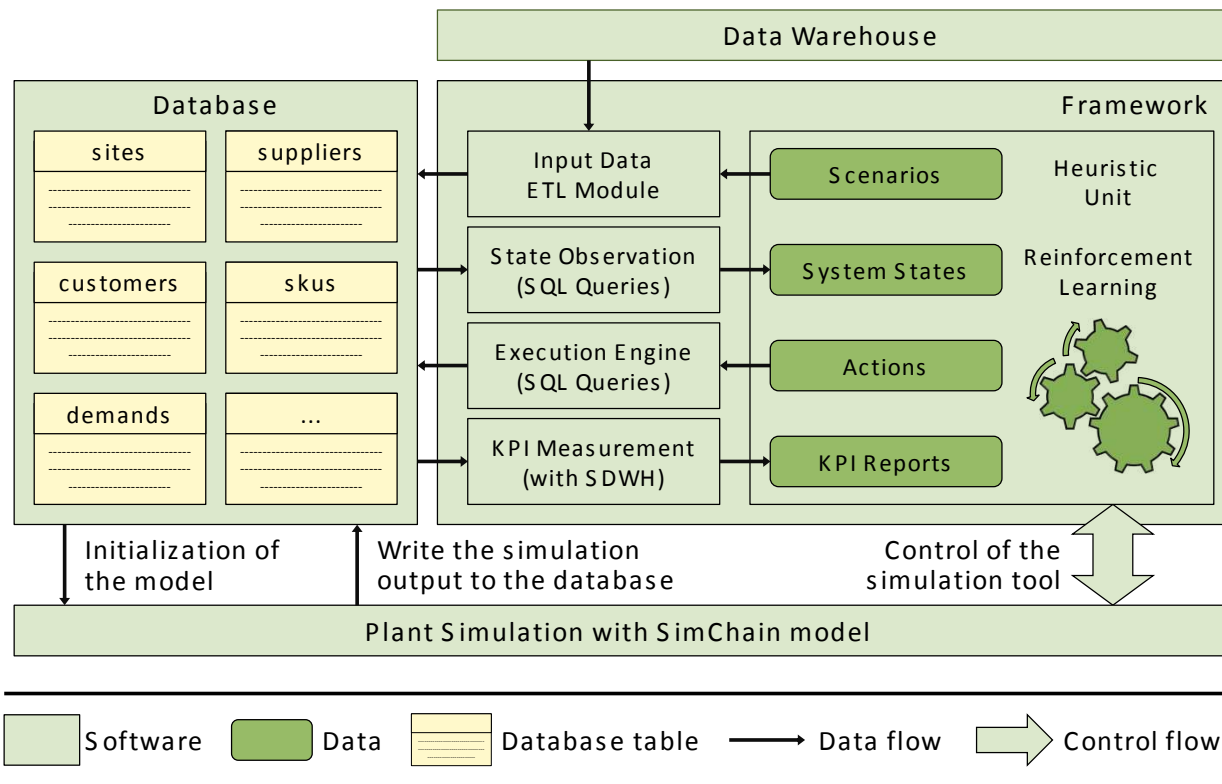 Data Warehouse
Database
sites
suppliers
customers
skus
demands
...
Framework
Input Data
ETL Module
State Observation
(SQL Queries)
Execution Engine
(SQL Queries)
KPI Measurement
(with SDWH)
Scenarios
System States
Actions
KPI Reports
Heuristic
Unit
Reinforcement
Learning
Initialization of
the model
Write the simulation
output to the database
Control of the
simulation tool
Plant Simulation with SimChain model
Software
Data
Database table
Data flow
Control flow